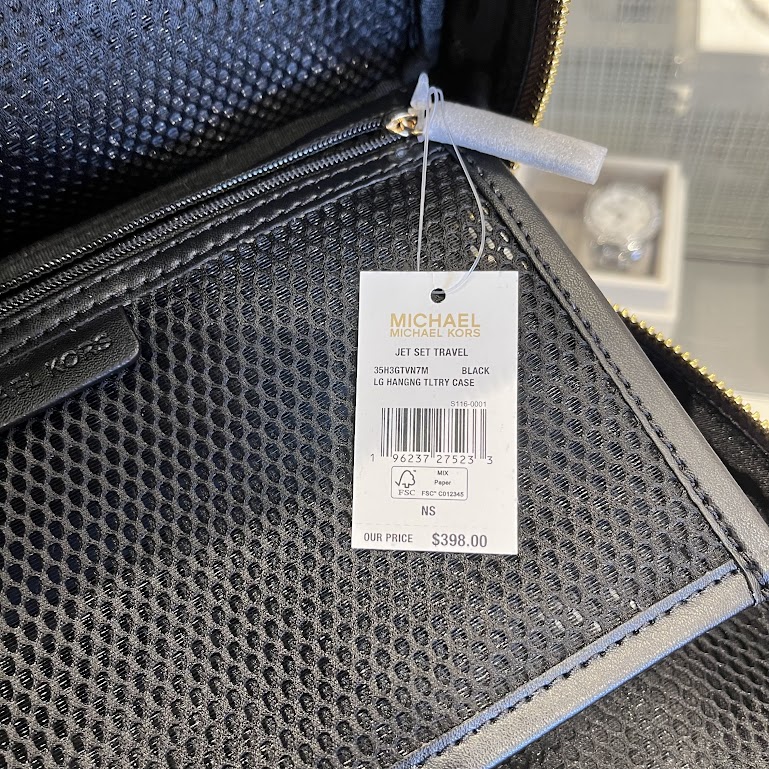 MICHAEL
MICHAEL KORS
JET SET TRAVEL
35H3GTVN7M BLACK
LG HANGNG TLTRY CASE
S116-0001
1 96237 27523 3
MIX
Paper
FSC FSC® C012345
NS
OUR PRICE $398.00
KORS